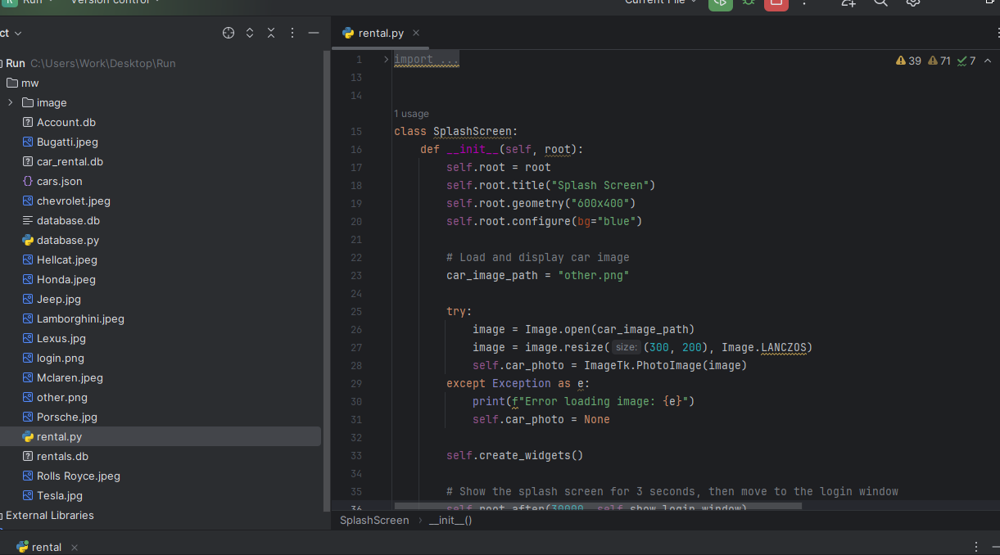 R Run Version control Current File
ct
rental.py
Run C:\Users\Work\Desktop\Run
mw
image
Account.db
Bugatti.jpeg
car_rental.db
cars.json
chevrolet.jpeg
database.db
database.py
Hellcat.jpeg
Honda.jpeg
Jeep.jpg
Lamborghini.jpeg
Lexus.jpg
login.png
Mclaren.jpeg
other.png
Porsche.jpg
rental.py
rentals.db
Rolls Royce.jpeg
Tesla.jpg
External Libraries
39 71 7
1 import ...
13
14
1 usage
15 class SplashScreen:
16 def __init__(self, root):
17 self.root = root
18 self.root.title("Splash Screen")
19 self.root.geometry("600x400")
20 self.root.configure(bg="blue")
21
22 # Load and display car image
23 car_image_path = "other.png"
24
25 try:
26 image = Image.open(car_image_path)
27 image = image.resize( size: (300, 200), Image.LANCZOS)
28 self.car_photo = ImageTk.PhotoImage(image)
29 except Exception as e:
30 print(f"Error loading image: {e}")
31 self.car_photo = None
32
33 self.create_widgets()
34
35 # Show the splash screen for 3 seconds, then move to the login window
36 self.root.after(30000, self.show_login_window)
SplashScreen › __init__()
rental